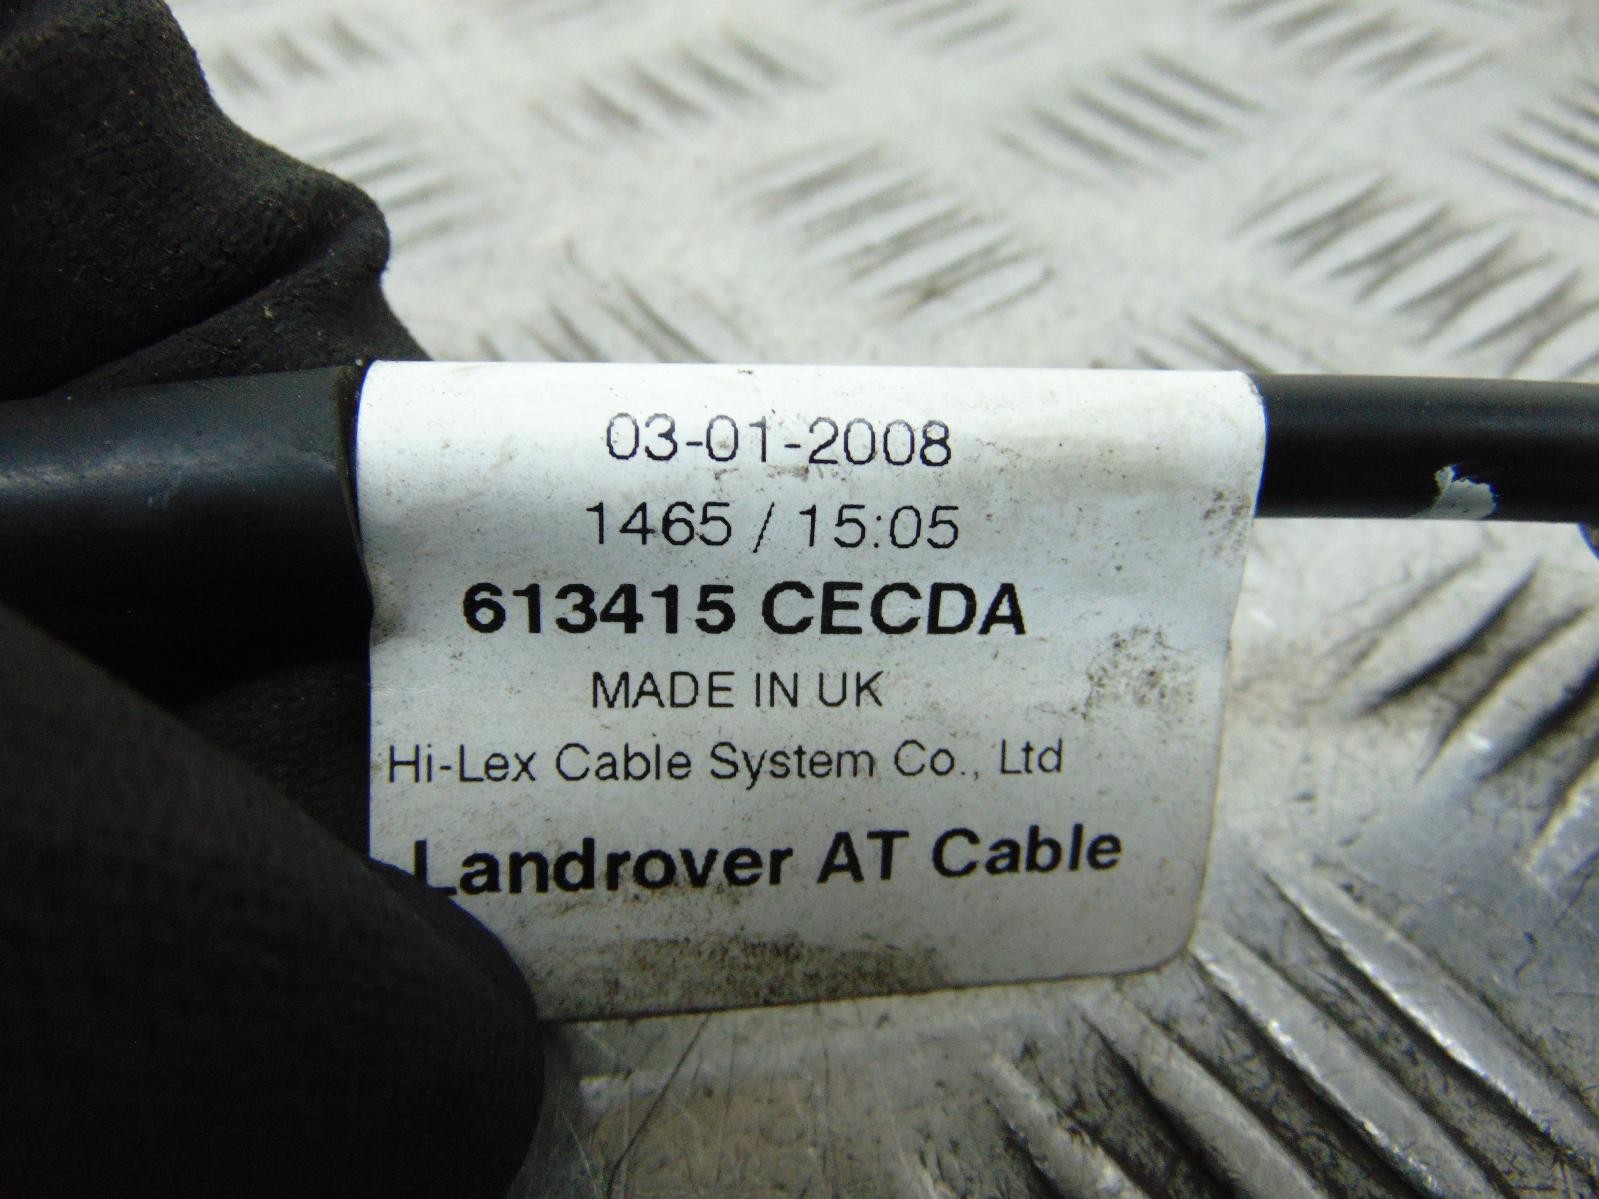 03-01-2008
1465 / 15:05
613415 CECDA
MADE IN UK
Hi-Lex Cable System Co., Ltd
Landrover AT Cable